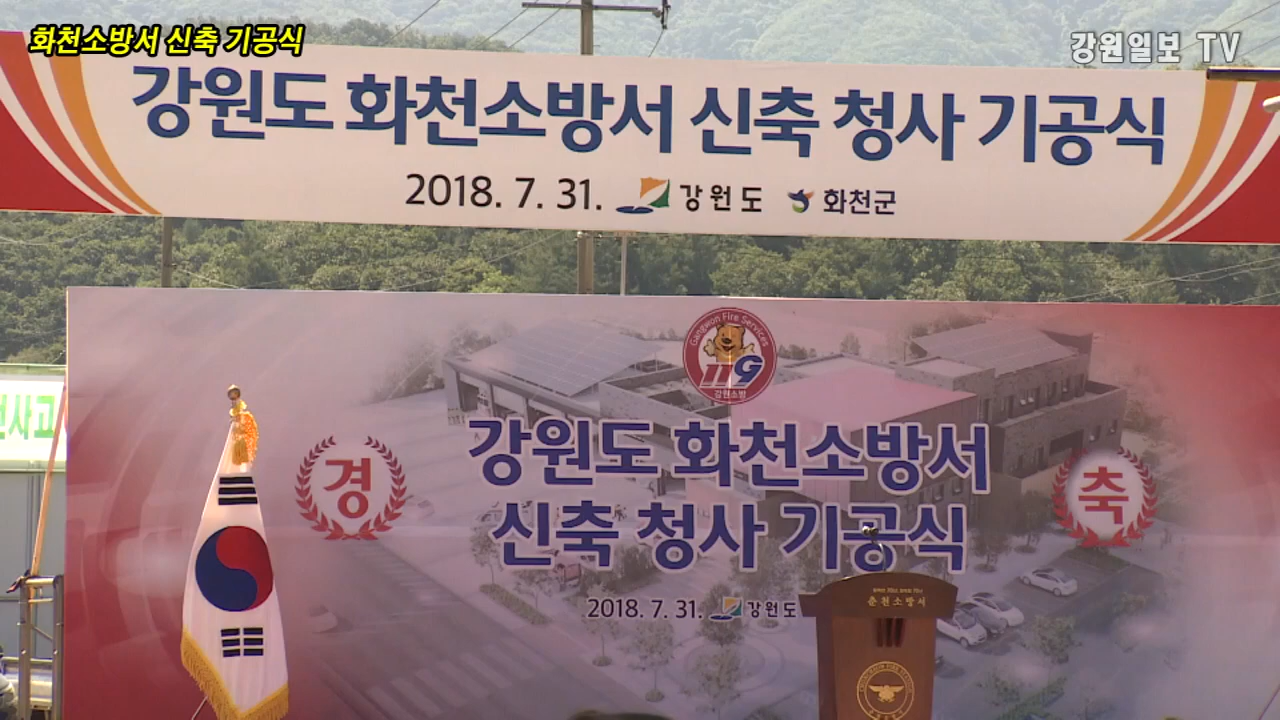 화천소방서 신축 기공식
강원일보 TV
강원도 화천소방서 신축 청사 기공식
2018. 7. 31. 강원도 화천군
Gangwon Fire Services
119
강원소방
경 축
강원도 화천소방서
신축 청사 기공식
2018. 7. 31. 강원도
춘천소방서